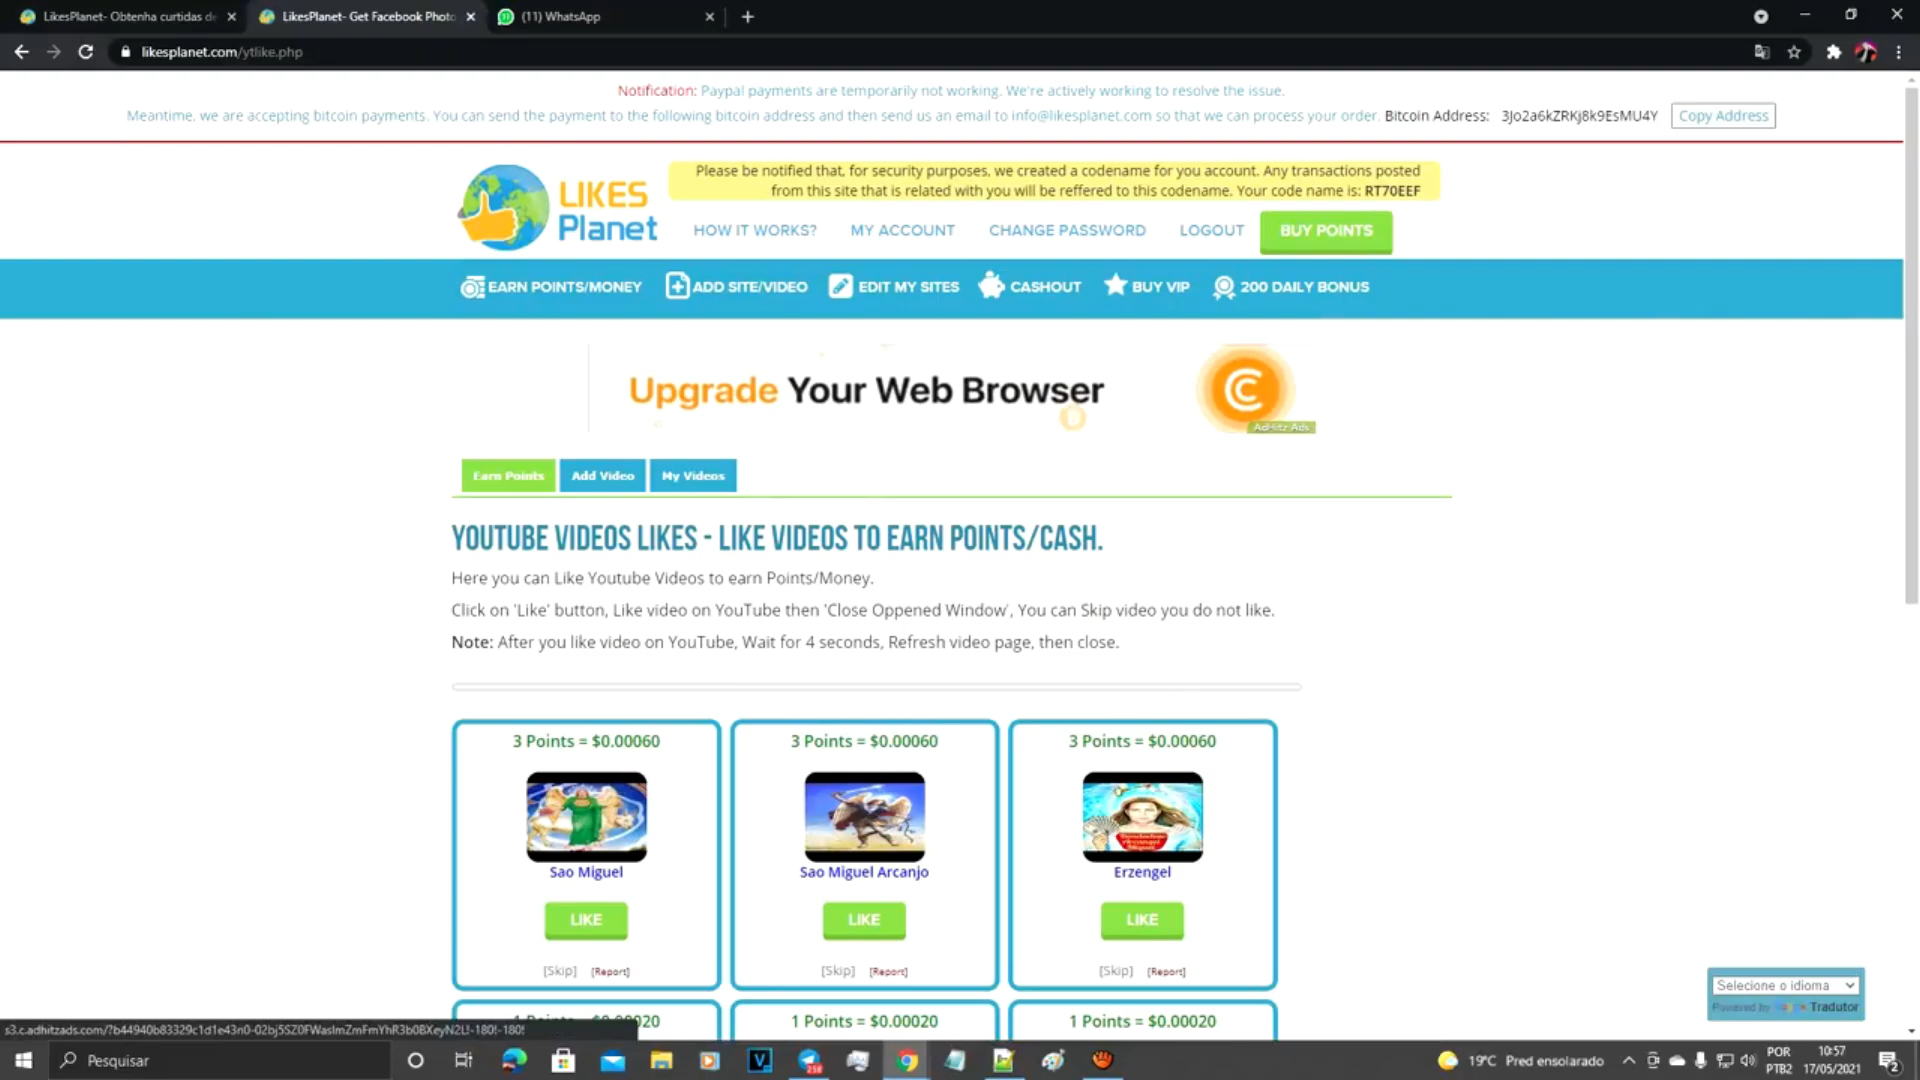 LikesPlanet- Obtenha curtidas de
LikesPlanet- Get Facebook Photo
(11) WhatsApp
likesplanet.com/ytlike.php
Notification: Paypal payments are temporarily not working. We're actively working to resolve the issue.
Meantime, we are accepting bitcoin payments. You can send the payment to the following bitcoin address and then send us an email to info@likesplanet.com so that we can process your order. Bitcoin Address: 3Jo2a6kZRKj8k9EsMU4Y Copy Address
LIKES
Planet
Please be notified that, for security purposes, we created a codename for you account. Any transactions posted
from this site that is related with you will be reffered to this codename. Your code name is: RT70EEF
HOW IT WORKS? MY ACCOUNT CHANGE PASSWORD LOGOUT BUY POINTS
EARN POINTS/MONEY ADD SITE/VIDEO EDIT MY SITES CASHOUT BUY VIP 200 DAILY BONUS
Upgrade Your Web Browser
AdHitz Ads
Earn Points Add Video My Videos
YOUTUBE VIDEOS LIKES - LIKE VIDEOS TO EARN POINTS/CASH.
Here you can Like Youtube Videos to earn Points/Money.
Click on 'Like' button, Like video on YouTube then 'Close Oppened Window', You can Skip video you do not like.
Note: After you like video on YouTube, Wait for 4 seconds, Refresh video page, then close.
3 Points = $0.00060 3 Points = $0.00060 3 Points = $0.00060
Sao Miguel Sao Miguel Arcanjo Erzengel
LIKE LIKE LIKE
[Skip] [Report] [Skip] [Report] [Skip] [Report]
Selecione o idioma
Powered by Tradutor
1 Points = $0.00020 1 Points = $0.00020
Pesquisar
258
19°C Pred ensolarado
POR
PTB2
10:57
17/05/2021
2